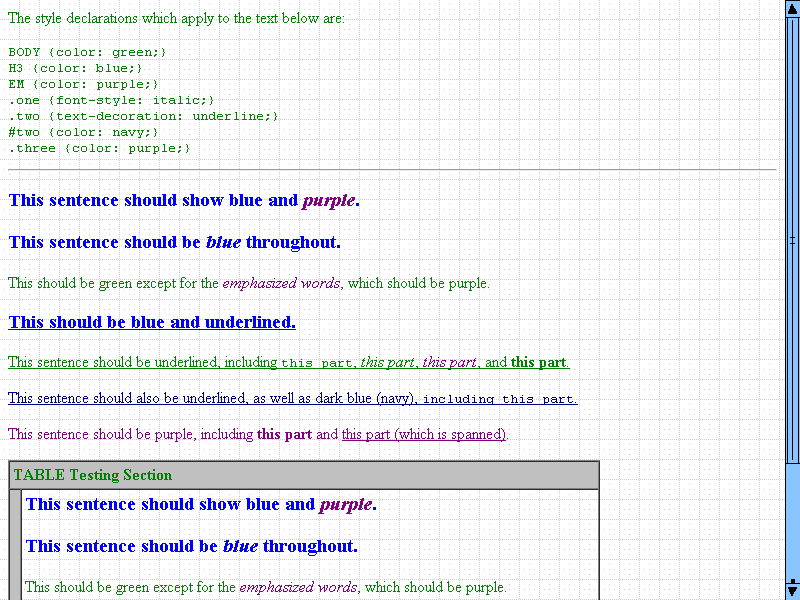 The style declarations which apply to the text below are:
BODY {color: green;}
H3 {color: blue;}
EM {color: purple;}
.one {font-style: italic;}
.two {text-decoration: underline;}
#two {color: navy;}
.three {color: purple;}
This sentence should show blue and purple.
This sentence should be blue throughout.
This should be green except for the emphasized words, which should be purple.
This should be blue and underlined.
This sentence should be underlined, including this part, this part, this part, and this part.
This sentence should also be underlined, as well as dark blue (navy), including this part.
This sentence should be purple, including this part and this part (which is spanned).
TABLE Testing Section
This sentence should show blue and purple.
This sentence should be blue throughout.
This should be green except for the emphasized words, which should be purple.